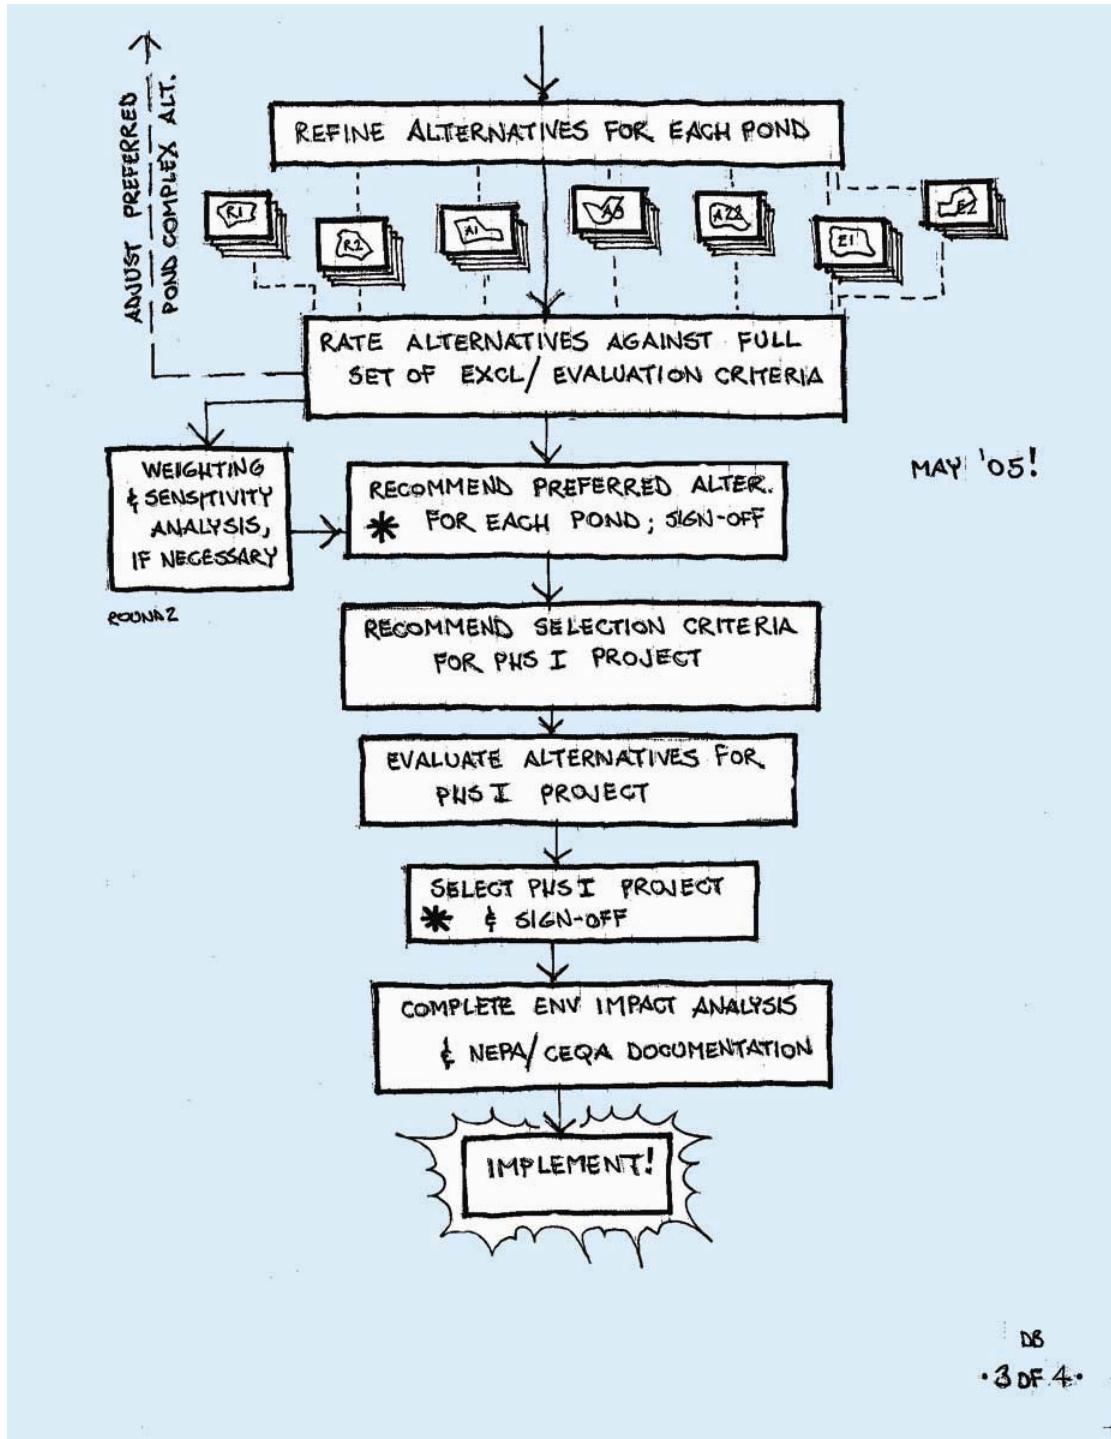 ADJUST PREFERRED
POND COMPLEX ALT.
REFINE ALTERNATIVES FOR EACH POND
R1
R2
A1
A3
A22
E1
E2
RATE ALTERNATIVES AGAINST FULL
SET OF EXCL/ EVALUATION CRITERIA
WEIGHTING
& SENSITIVITY
ANALYSIS,
IF NECESSARY
ROUND 2
RECOMMEND PREFERRED ALTER.
* FOR EACH POND; SIGN-OFF
MAY '05!
RECOMMEND SELECTION CRITERIA
FOR PHS I PROJECT
EVALUATE ALTERNATIVES FOR
PHS I PROJECT
SELECT PHS I PROJECT
* & SIGN-OFF
COMPLETE ENV IMPACT ANALYSIS
& NEPA/CEQA DOCUMENTATION
IMPLEMENT!
DB
· 3 OF 4 ·